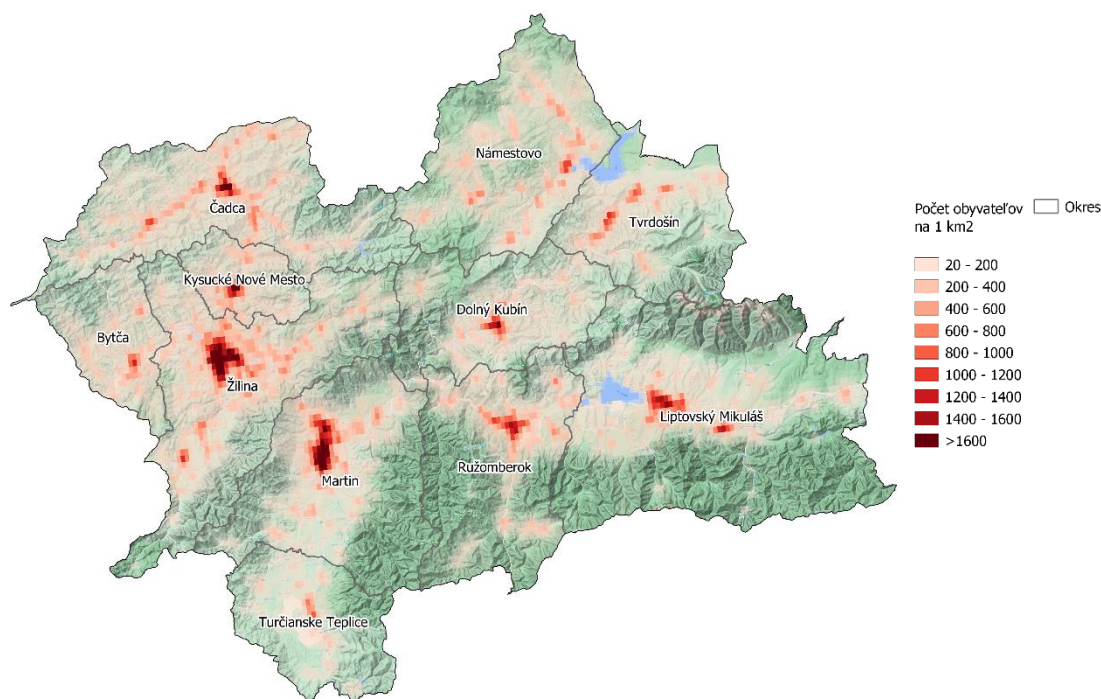 Námestovo
Čadca
Tvrdošín
Kysucké Nové Mesto
Dolný Kubín
Bytča
Žilina
Liptovský Mikuláš
Ružomberok
Martin
Turčianske Teplice
Počet obyvateľov
na 1 km2
Okres
20 - 200
200 - 400
400 - 600
600 - 800
800 - 1000
1000 - 1200
1200 - 1400
1400 - 1600
>1600